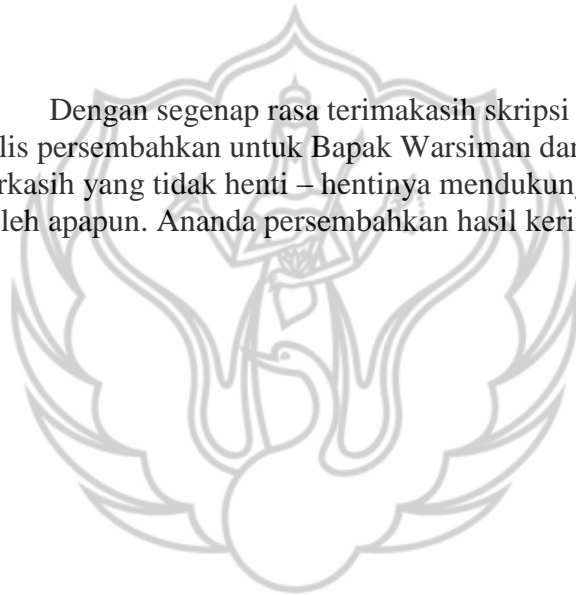 Dengan segenap rasa terimakasih skripsi
lis persembahkan untuk Bapak Warsiman dar
rkasih yang tidak henti – hentinya mendukung
leh apapun. Ananda persembahkan hasil keri